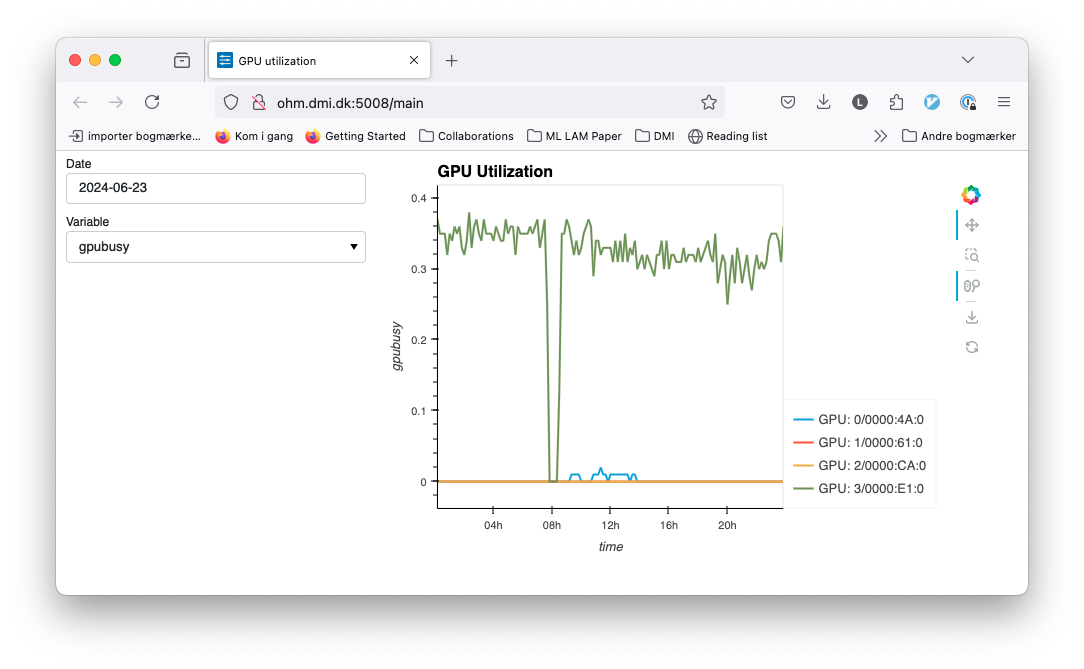 GPU utilization
ohm.dmi.dk:5008/main
importer bogmærke... Kom i gang Getting Started Collaborations ML LAM Paper DMI Reading list Andre bogmærker
Date
2024-06-23
Variable
gpubusy
GPU Utilization
0.4
0.3
0.2
0.1
0
gpubusy
04h 08h 12h 16h 20h
time
GPU: 0/0000:4A:0
GPU: 1/0000:61:0
GPU: 2/0000:CA:0
GPU: 3/0000:E1:0
L